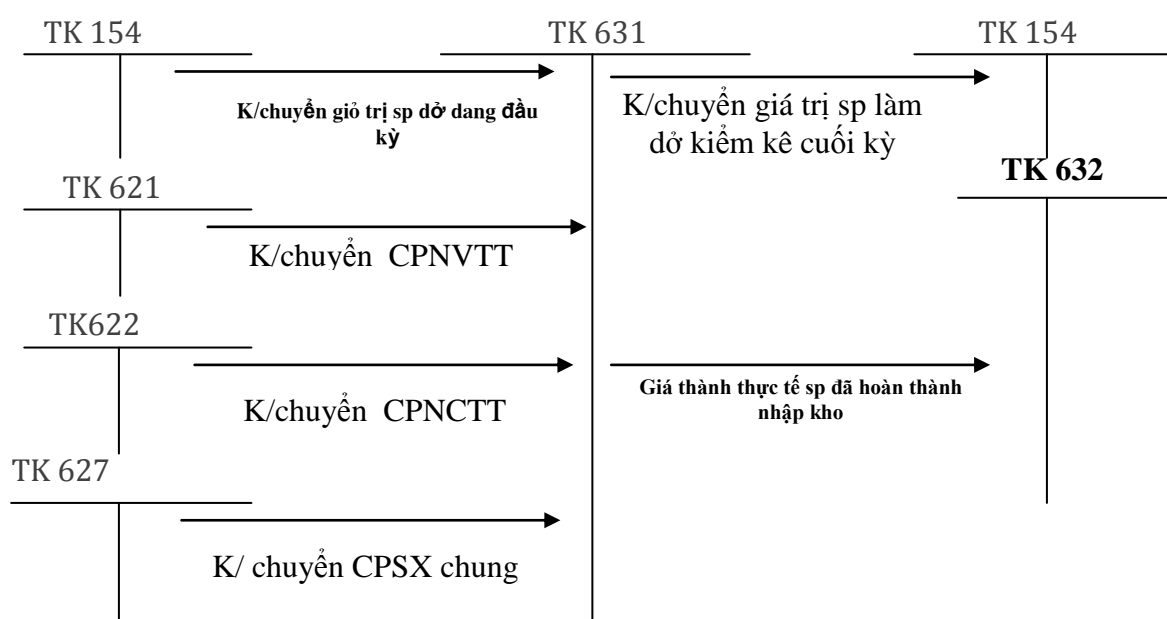 TK 154
TK 631
TK 154
K/chuyển giỏ trị sp dở dang đầu
kỳ
K/chuyển giá trị sp làm
dở kiểm kê cuối kỳ
TK 632
TK 621
K/chuyển CPNVTT
TK622
K/chuyển CPNCTT
Giá thành thực tế sp đã hoàn thành
nhập kho
TK 627
K/ chuyển CPSX chung